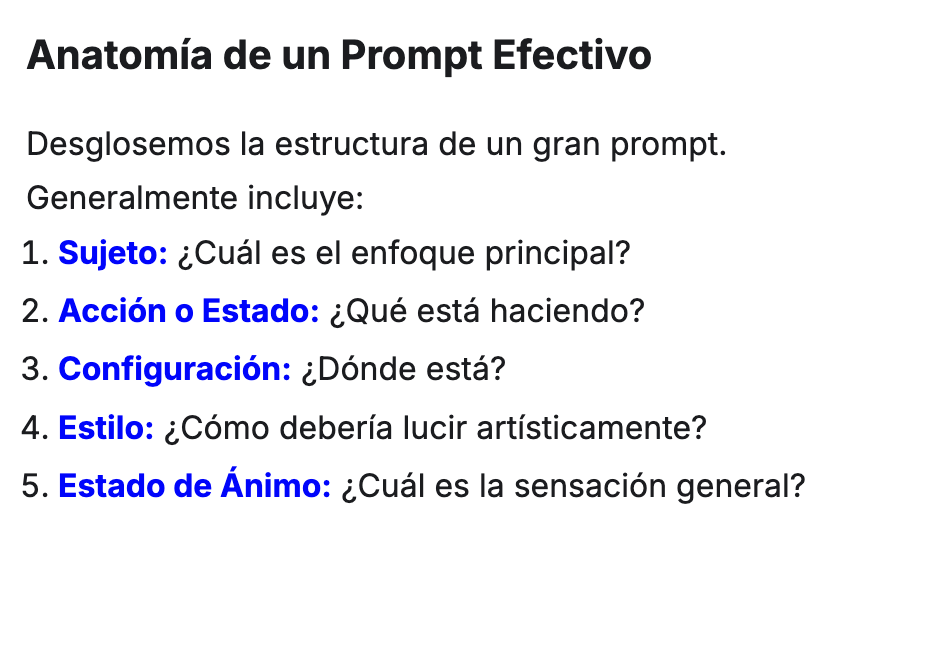 Anatomía de un Prompt Efectivo
Desglosemos la estructura de un gran prompt.
Generalmente incluye:
1. Sujeto: ¿Cuál es el enfoque principal?
2. Acción o Estado: ¿Qué está haciendo?
3. Configuración: ¿Dónde está?
4. Estilo: ¿Cómo debería lucir artísticamente?
5. Estado de Ánimo: ¿Cuál es la sensación general?